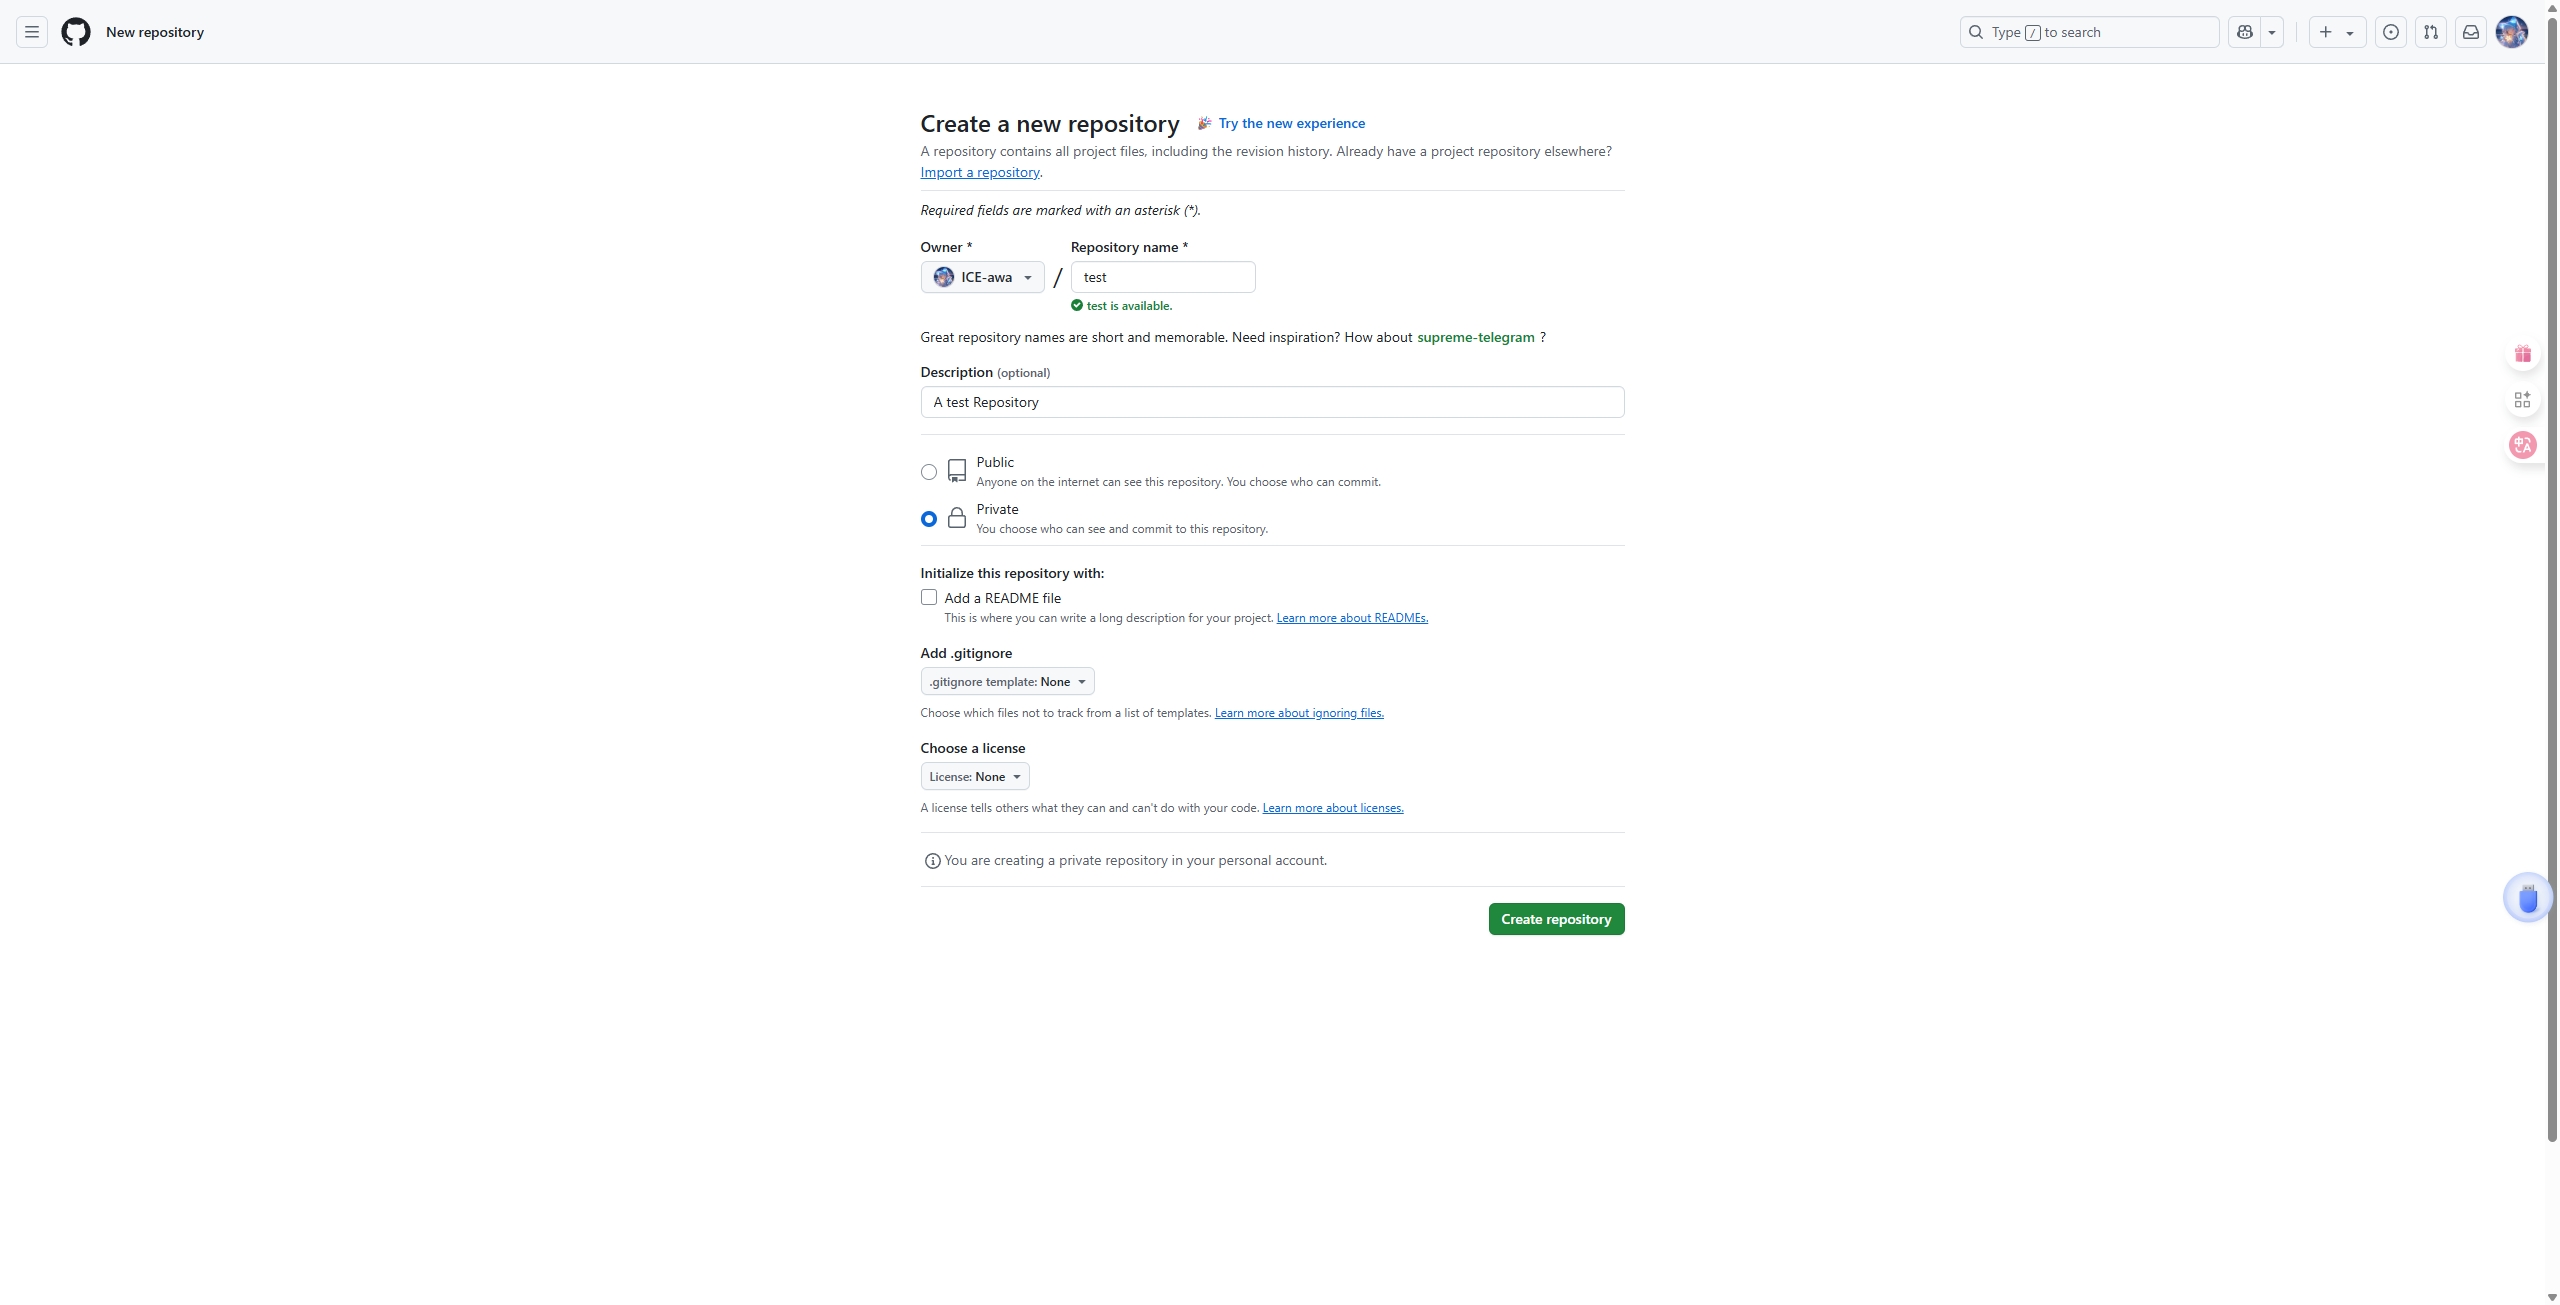 New repository
Type / to search
Create a new repository
Try the new experience
A repository contains all project files, including the revision history. Already have a project repository elsewhere?
Import a repository.
Required fields are marked with an asterisk (*).
Owner *
Repository name *
ICE-awa
/
test
test is available.
Great repository names are short and memorable. Need inspiration? How about supreme-telegram ?
Description (optional)
A test Repository
Public
Anyone on the internet can see this repository. You choose who can commit.
Private
You choose who can see and commit to this repository.
Initialize this repository with:
Add a README file
This is where you can write a long description for your project. Learn more about READMEs.
Add .gitignore
.gitignore template: None
Choose which files not to track from a list of templates. Learn more about ignoring files.
Choose a license
License: None
A license tells others what they can and can't do with your code. Learn more about licenses.
You are creating a private repository in your personal account.
Create repository
中A